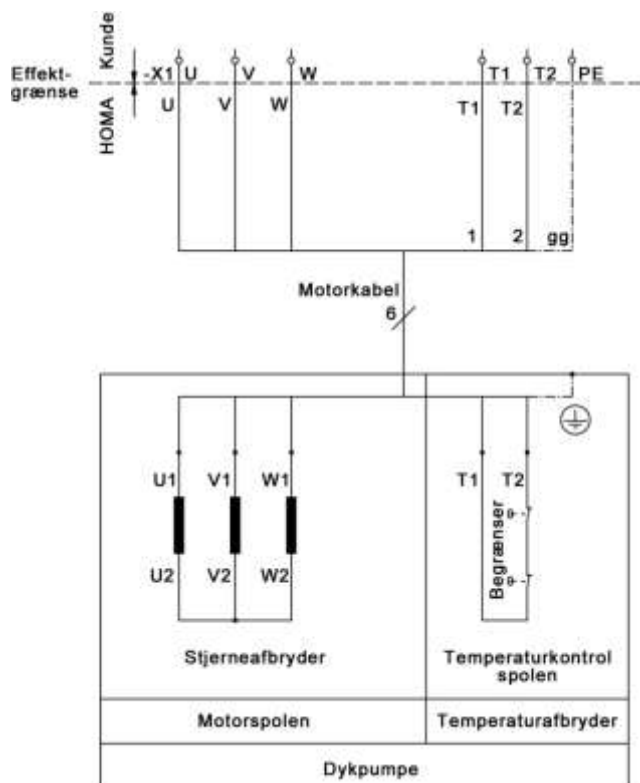 Kunde
Effekt-
grænse
HOMA
-X1 U V W T1 T2 PE
U V W T1 T2
1 2 gg
Motorkabel
6
U1 V1 W1 T1 T2
Begrænser
U2 V2 W2
Stjerneafbryder
Temperaturkontrol
spolen
Motorspolen
Temperaturafbryder
Dykpumpe